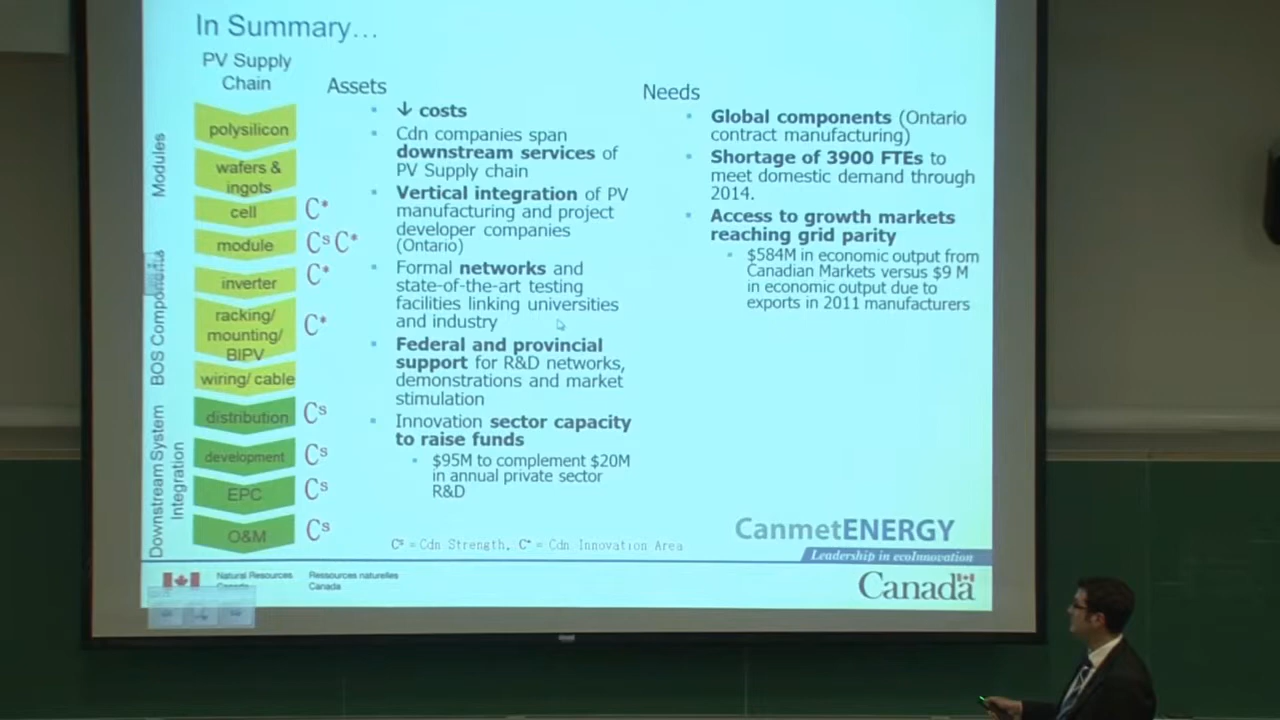 In Summary…
PV Supply
Chain
Modules
BOS Components
Downstream System
Integration
polysilicon
wafers &
ingots
cell C*
module Cˢ C*
inverter C*
racking/
mounting/
BIPV C*
wiring/ cable
distribution Cˢ
development Cˢ
EPC Cˢ
O&M Cˢ
Assets
↓ costs
Cdn companies span
downstream services of
PV Supply chain
Vertical integration of PV
manufacturing and project
developer companies
(Ontario)
Formal networks and
state-of-the-art testing
facilities linking universities
and industry
Federal and provincial
support for R&D networks,
demonstrations and market
stimulation
Innovation sector capacity
to raise funds
$95M to complement $20M
in annual private sector
R&D
Needs
Global components (Ontario
contract manufacturing)
Shortage of 3900 FTEs to
meet domestic demand through
2014.
Access to growth markets
reaching grid parity
$584M in economic output from
Canadian Markets versus $9 M
in economic output due to
exports in 2011 manufacturers
Cˢ = Cdn Strength, C* = Cdn Innovation Area
CanmetENERGY
Leadership in ecoInnovation
Natural Resources
Canada
Ressources naturelles
Canada
Canada